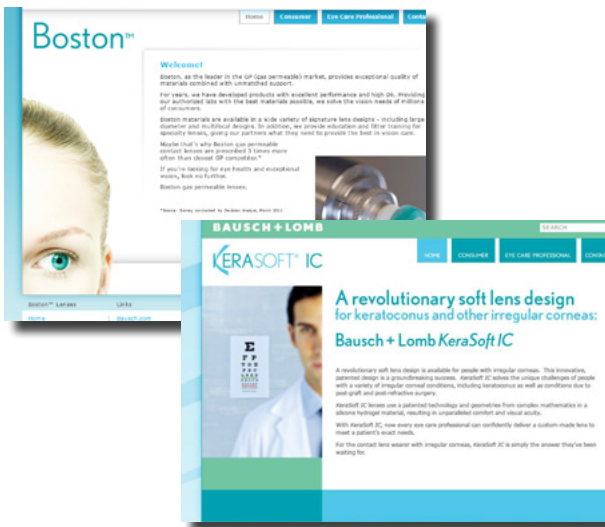 Home Consumer Eye Care Professional
Boston™
Welcome!
Boston, as the leader in the GP (gas permeable) market, provides exceptional quality of
materials combined with unmatched support.
For years, we have developed products with excellent performance and high DK. Providing
our authorized labs with the best materials possible, we solve the vision needs of millions
of consumers.
Boston materials are available in a wide variety of signature lens designs - including large
diameter and multifocal designs. In addition, we provide education and fitter training for
specialty lenses, giving our partners what they need to provide the best in vision care.
Maybe that's why Boston gas permeable
contact lenses are prescribed 3 times more
often than closest GP competitor.*
If you're looking for eye health and exceptional
vision, look no further.
Boston gas permeable lenses.
Boston™ Lenses Links
Home Bausch.com
BAUSCH+LOMB
SEARCH
KERASOFT® IC
HOME CONSUMER EYE CARE PROFESSIONAL
A revolutionary soft lens design
for keratoconus and other irregular corneas:
Bausch + Lomb KeraSoft IC
A revolutionary soft lens design is available for people with irregular corneas. This innovative,
patented design is a groundbreaking success. KeraSoft IC solves the unique challenges of people
with a variety of irregular corneal conditions, including keratoconus as well as conditions due to
post-graft and post-refractive surgery.
KeraSoft IC lenses use a patented technology and geometries from complex mathematics in a
silicone hydrogel material, resulting in unparalleled comfort and visual acuity.
With KeraSoft IC, now every eye care professional can confidently deliver a custom-made lens to
meet a patient's exact needs.
For the contact lens wearer with irregular corneas, KeraSoft IC is simply the answer they've been
waiting for.